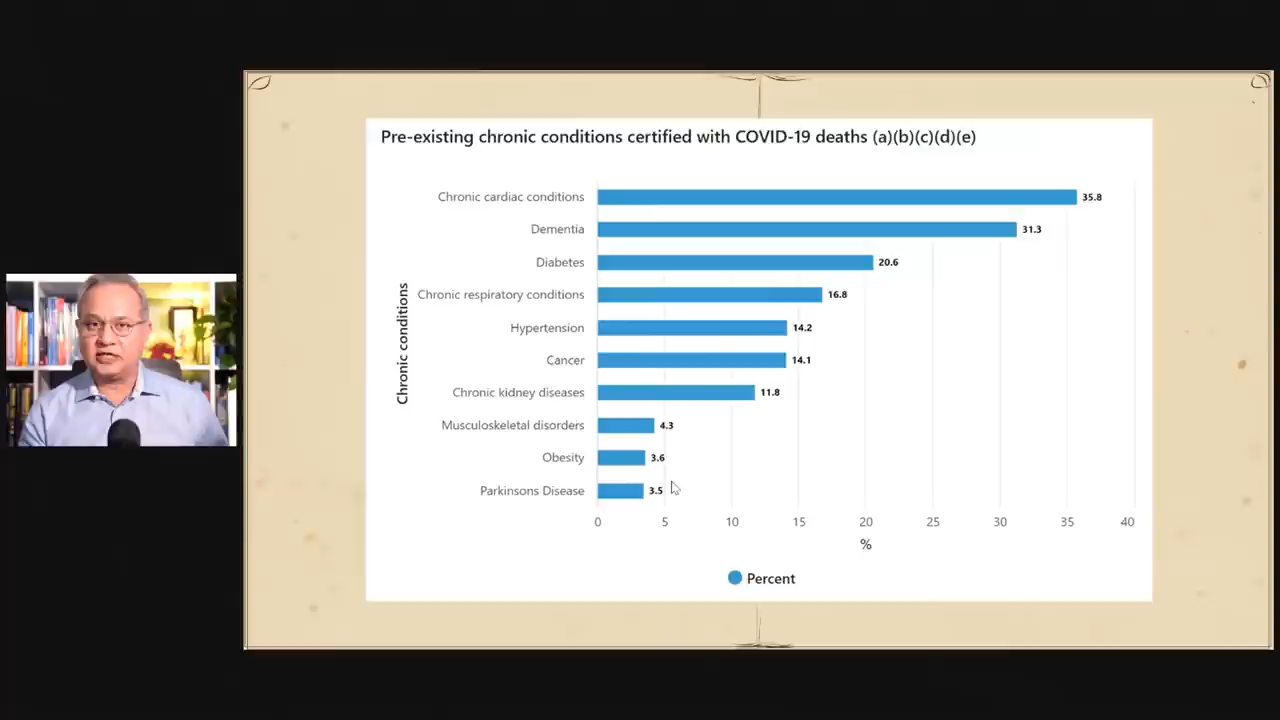 Pre-existing chronic conditions certified with COVID-19 deaths (a)(b)(c)(d)(e)
Chronic conditions
Chronic cardiac conditions 35.8
Dementia 31.3
Diabetes 20.6
Chronic respiratory conditions 16.8
Hypertension 14.2
Cancer 14.1
Chronic kidney diseases 11.8
Musculoskeletal disorders 4.3
Obesity 3.6
Parkinsons Disease 3.5
0 5 10 15 20 25 30 35 40
%
Percent